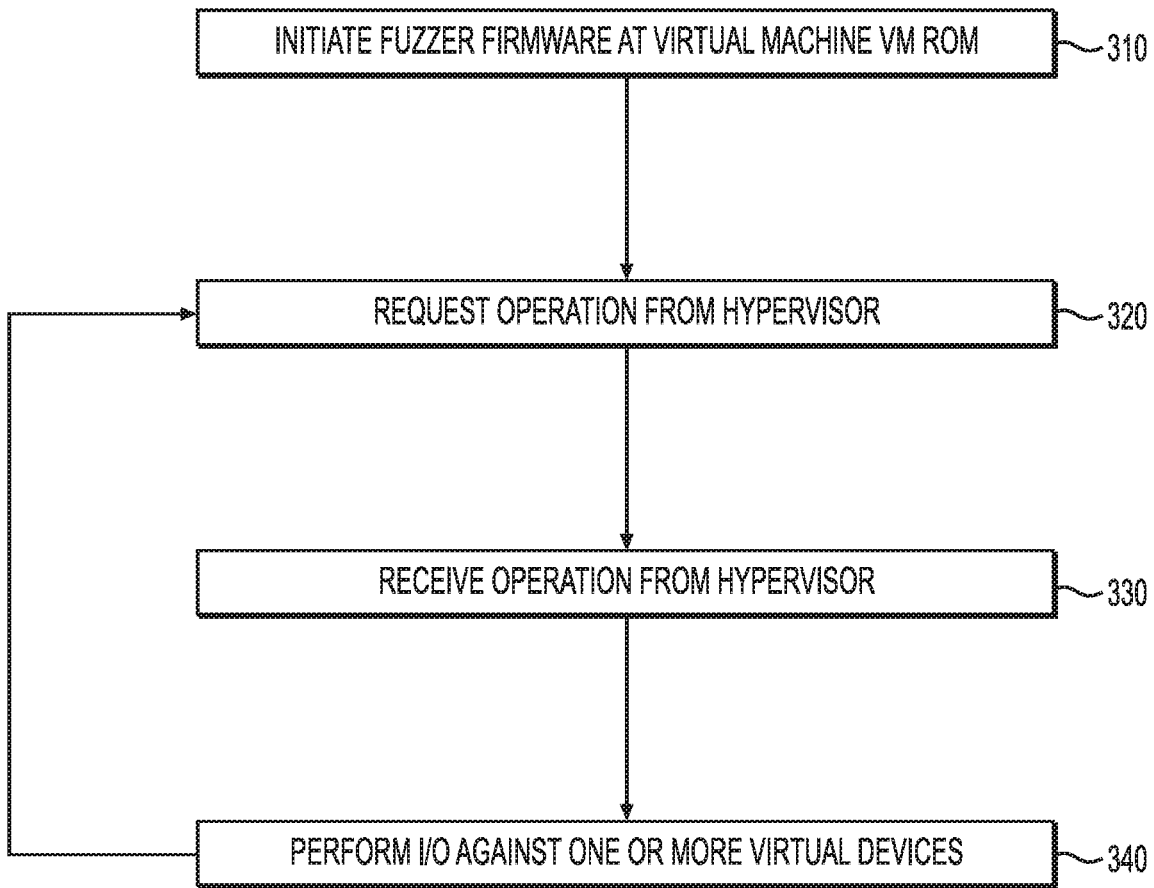 INITIATE FUZZER FIRMWARE AT VIRTUAL MACHINE VM ROM
310
REQUEST OPERATION FROM HYPERVISOR
320
RECEIVE OPERATION FROM HYPERVISOR
330
PERFORM I/O AGAINST ONE OR MORE VIRTUAL DEVICES
340